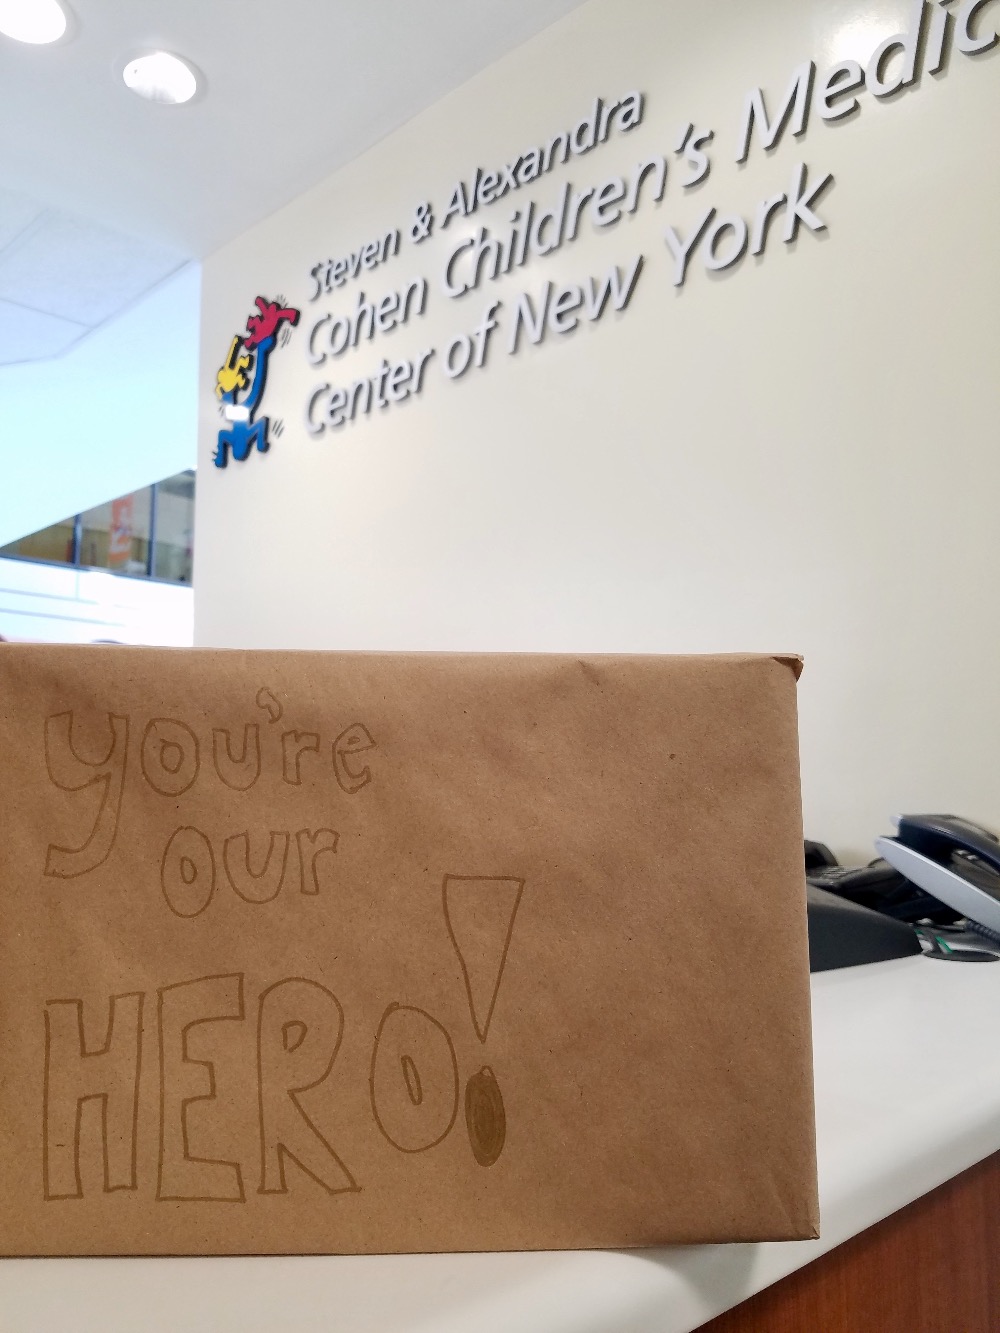 Steven & Alexandra
Cohen Children's Medic
Center of New York
you're
our
HERO!